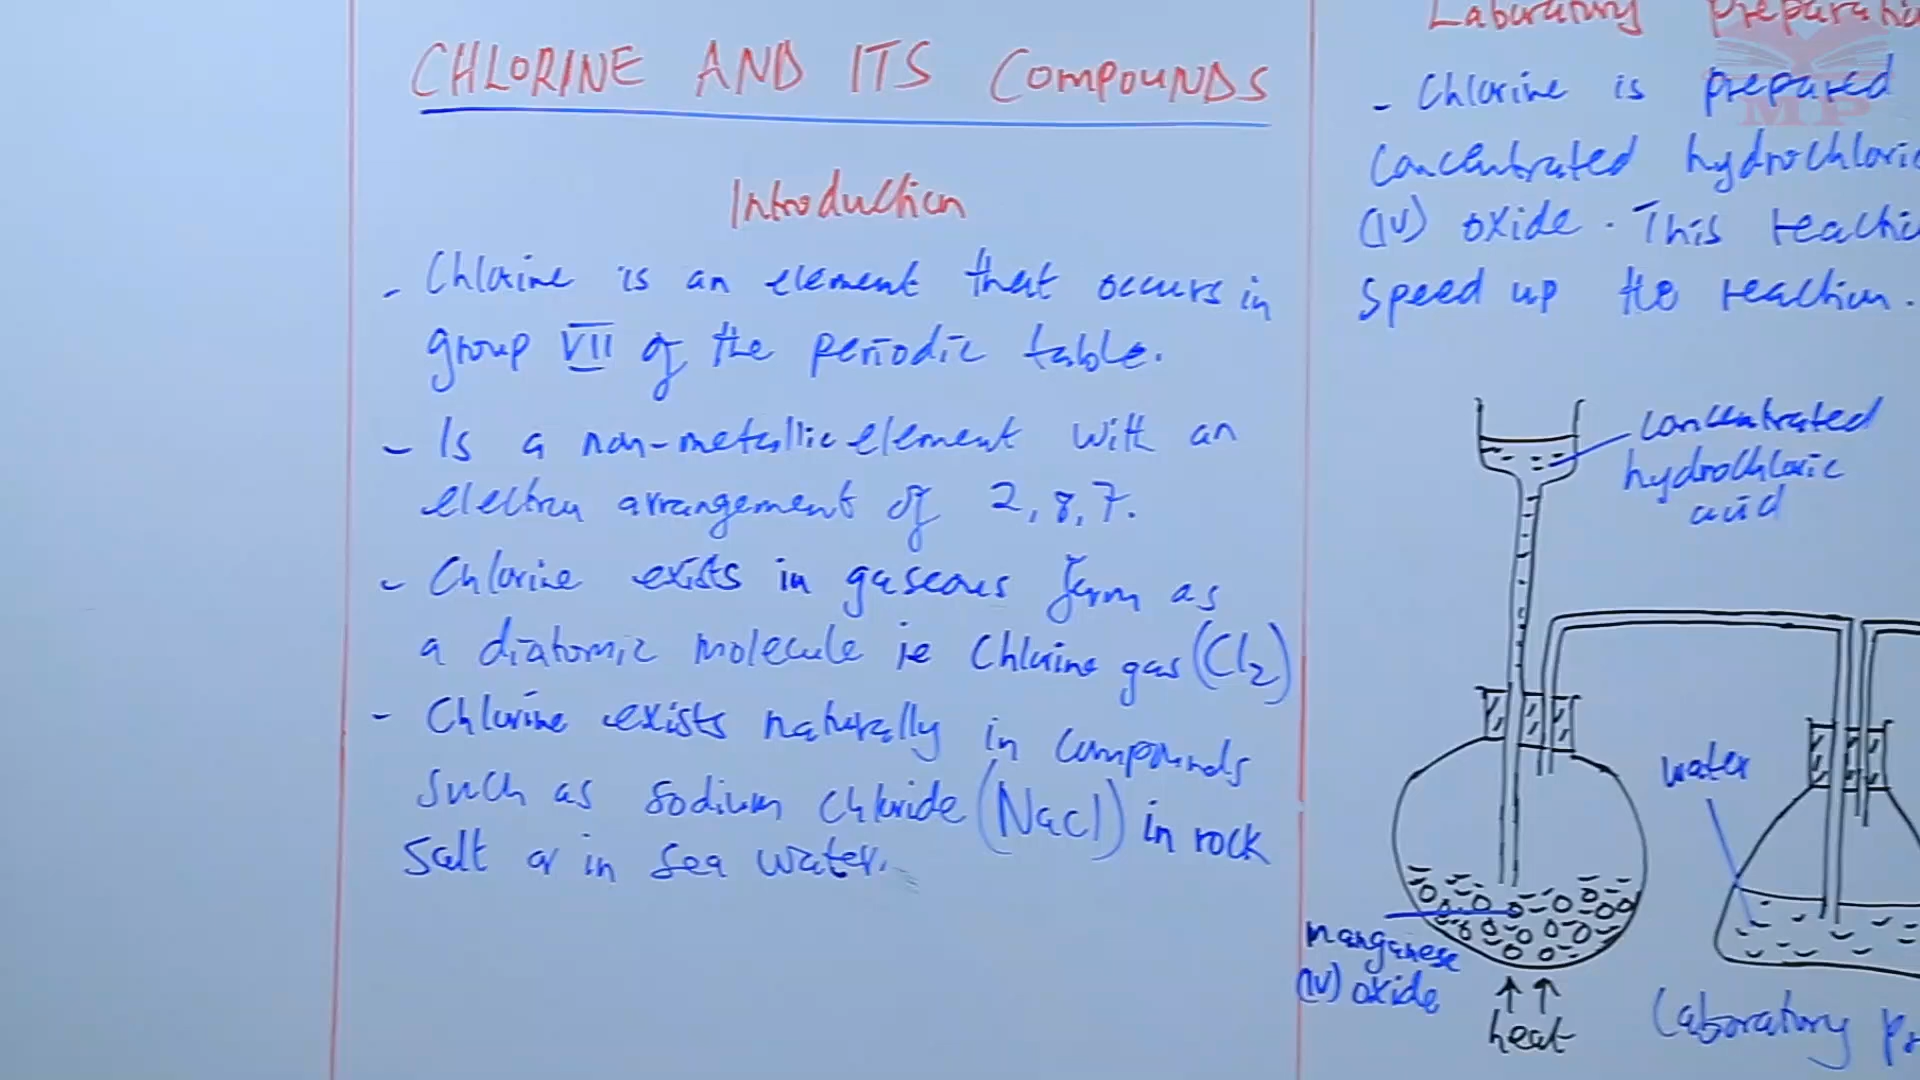 CHLORINE AND ITS COMPOUNDS
Introduction
- Chlorine is an element that occurs in
group VII of the periodic table.
- Is a non-metallic element with an
electron arrangement of 2,8,7.
- Chlorine exists in gaseous form as
a diatomic molecule ie Chlorine gas (Cl2)
- Chlorine exists naturally in compounds
such as sodium chloride (NaCl) in rock
salt or in sea water.
Laboratory preparation
- Chlorine is prepared
concentrated hydrochloric
(IV) oxide. This reaction
speed up the reaction.
concentrated
hydrochloric
acid
water
manganese
(IV) oxide
heat
Laboratory pr
MP